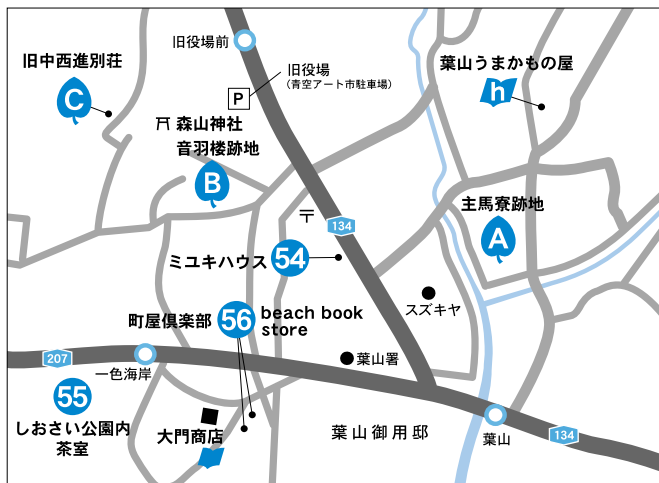 旧役場前
旧中西進別荘
C
P
旧役場
(青空アート市駐車場)
葉山うまかもの屋
h
森山神社
音羽楼跡地
B
〒
134
主馬寮跡地
A
ミユキハウス
54
スズキヤ
町屋倶楽部
56
beach book
store
207
一色海岸
葉山署
55
しおさい公園内
茶室
大門商店
葉山御用邸
葉山
134